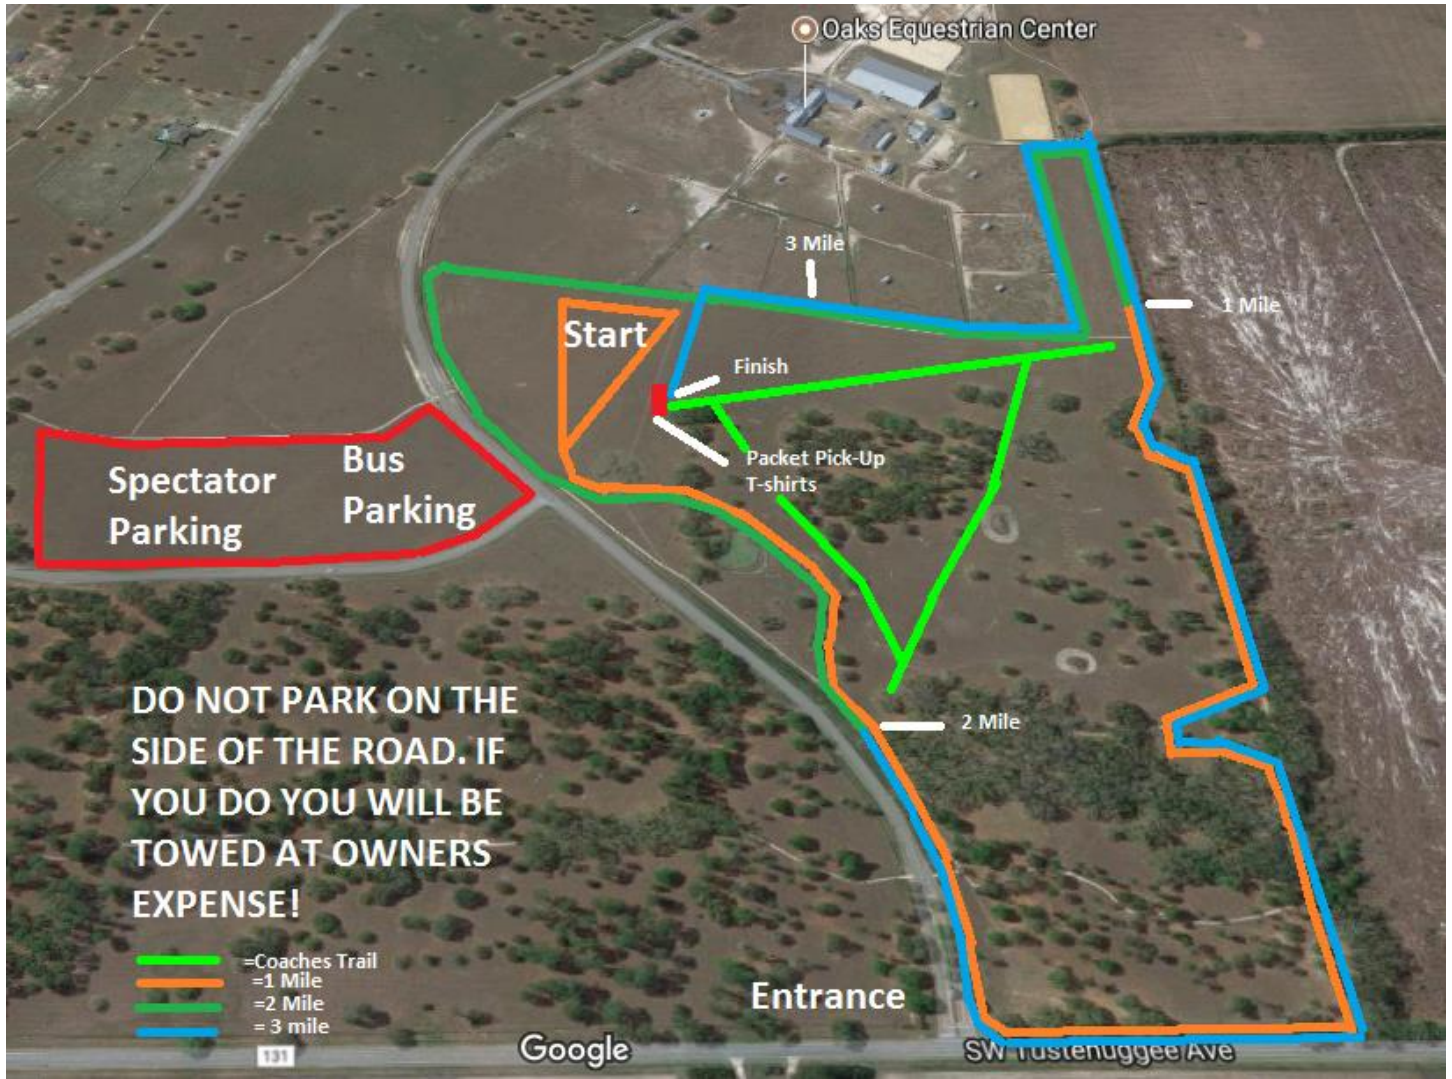 Oaks Equestrian Center
3 Mile
1 Mile
Start
Finish
Packet Pick-Up
T-shirts
Spectator
Parking
Bus
Parking
2 Mile
DO NOT PARK ON THE
SIDE OF THE ROAD. IF
YOU DO YOU WILL BE
TOWED AT OWNERS
EXPENSE!
=Coaches Trail
=1 Mile
=2 Mile
= 3 mile
Entrance
131
Google
SW Tustenuggee Ave